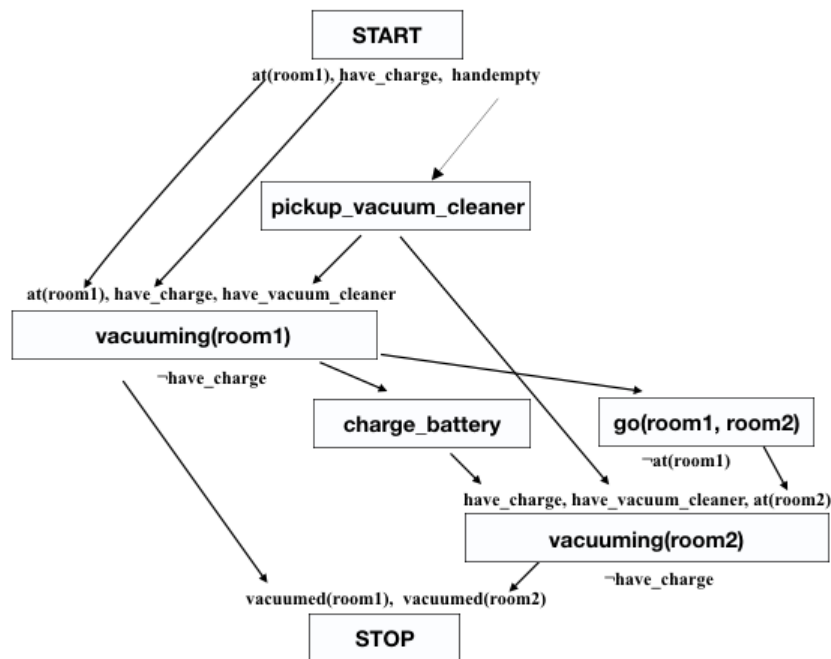 START
at(room1), have_charge, handempty
pickup_vacuum_cleaner
at(room1), have_charge, have_vacuum_cleaner
vacuuming(room1)
¬have_charge
charge_battery
go(room1, room2)
¬at(room1)
have_charge, have_vacuum_cleaner, at(room2)
vacuuming(room2)
¬have_charge
vacuumed(room1), vacuumed(room2)
STOP